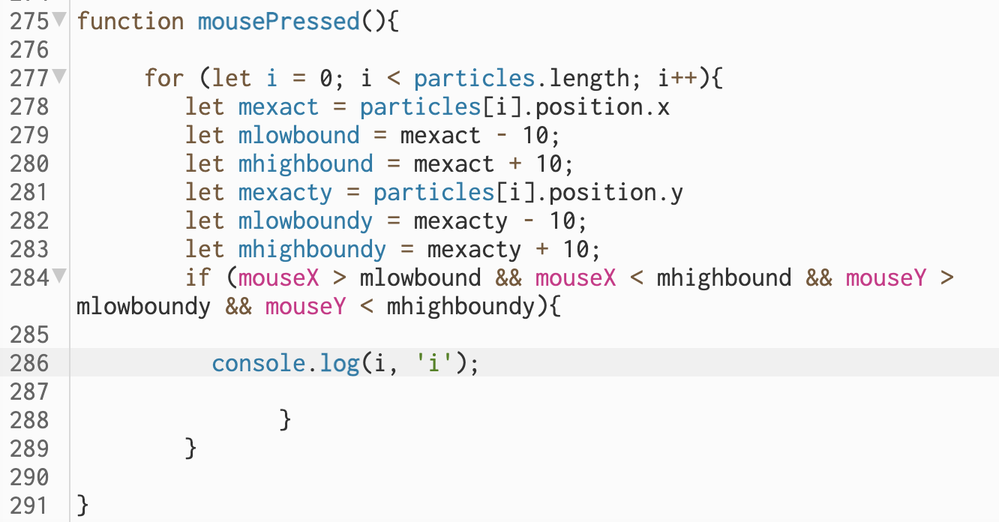 275 function mousePressed(){
276
277 for (let i = 0; i < particles.length; i++){
278 let mexact = particles[i].position.x
279 let mlowbound = mexact - 10;
280 let mhighbound = mexact + 10;
281 let mexacty = particles[i].position.y
282 let mlowboundy = mexacty - 10;
283 let mhighboundy = mexacty + 10;
284 if (mouseX > mlowbound && mouseX < mhighbound && mouseY >
mlowboundy && mouseY < mhighboundy){
285
286 console.log(i, 'i');
287
288 }
289 }
290
291 }